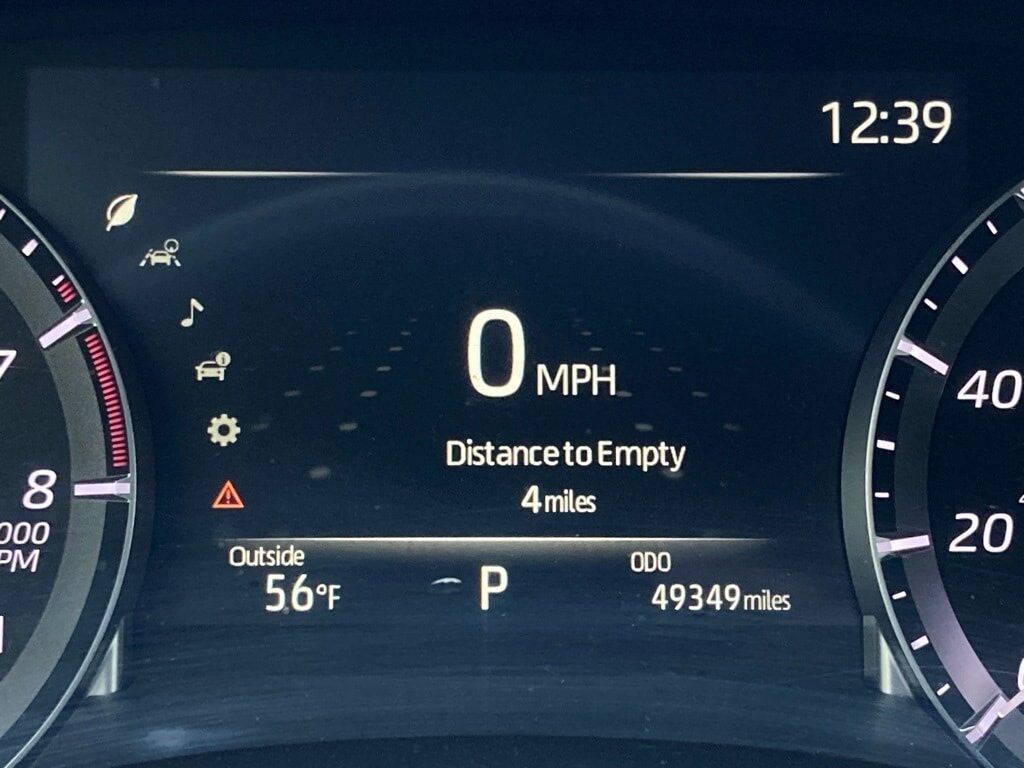 12:39
0 MPH
Distance to Empty
4 miles
Outside
56°F
P
ODO
49349 miles
7
8
000
PM
40
20